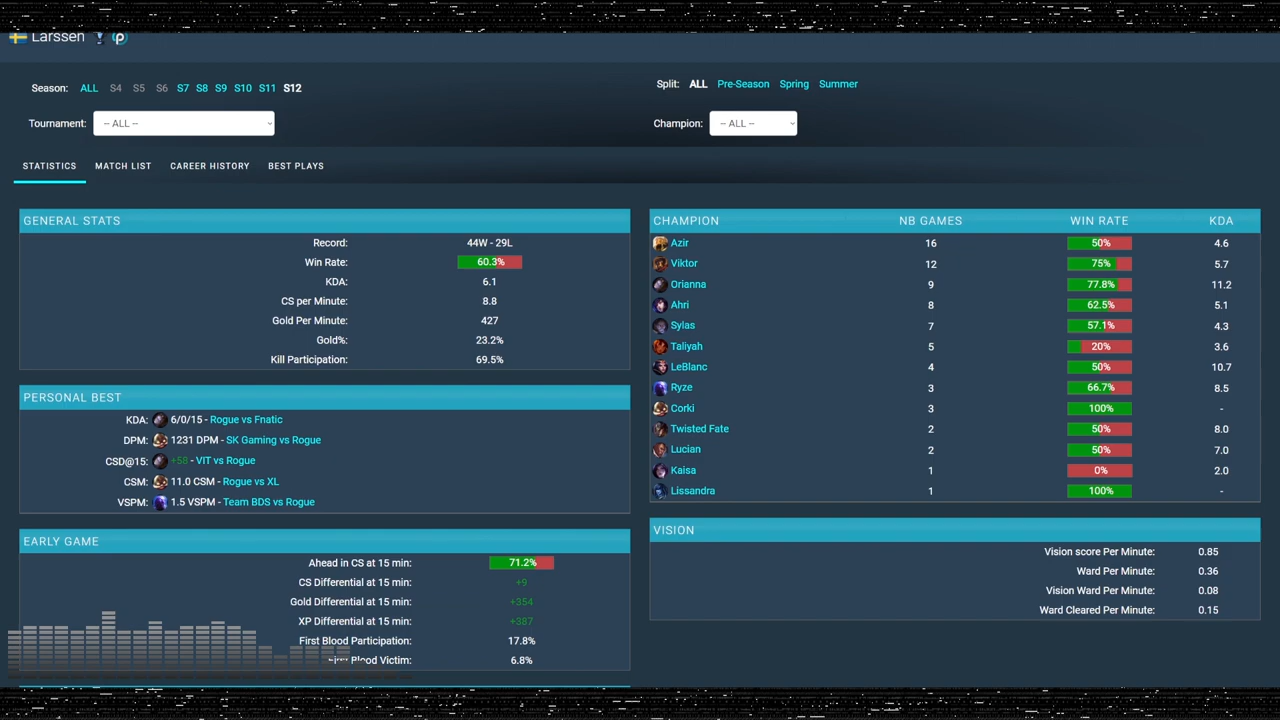 Larssen
Season: ALL S4 S5 S6 S7 S8 S9 S10 S11 S12
Split: ALL Pre-Season Spring Summer
Tournament: -- ALL --
Champion: -- ALL --
STATISTICS MATCH LIST CAREER HISTORY BEST PLAYS
GENERAL STATS
Record: 44W - 29L
Win Rate: 60.3%
KDA: 6.1
CS per Minute: 8.8
Gold Per Minute: 427
Gold%: 23.2%
Kill Participation: 69.5%
PERSONAL BEST
KDA: 6/0/15 - Rogue vs Fnatic
DPM: 1231 DPM - SK Gaming vs Rogue
CSD@15: +58 - VIT vs Rogue
CSM: 11.0 CSM - Rogue vs XL
VSPM: 1.5 VSPM - Team BDS vs Rogue
EARLY GAME
Ahead in CS at 15 min: 71.2%
CS Differential at 15 min: +9
Gold Differential at 15 min: +354
XP Differential at 15 min: +387
First Blood Participation: 17.8%
First Blood Victim: 6.8%
CHAMPION NB GAMES WIN RATE KDA
Azir 16 50% 4.6
Viktor 12 75% 5.7
Orianna 9 77.8% 11.2
Ahri 8 62.5% 5.1
Sylas 7 57.1% 4.3
Taliyah 5 20% 3.6
LeBlanc 4 50% 10.7
Ryze 3 66.7% 8.5
Corki 3 100% -
Twisted Fate 2 50% 8.0
Lucian 2 50% 7.0
Kaisa 1 0% 2.0
Lissandra 1 100% -
VISION
Vision score Per Minute: 0.85
Ward Per Minute: 0.36
Vision Ward Per Minute: 0.08
Ward Cleared Per Minute: 0.15